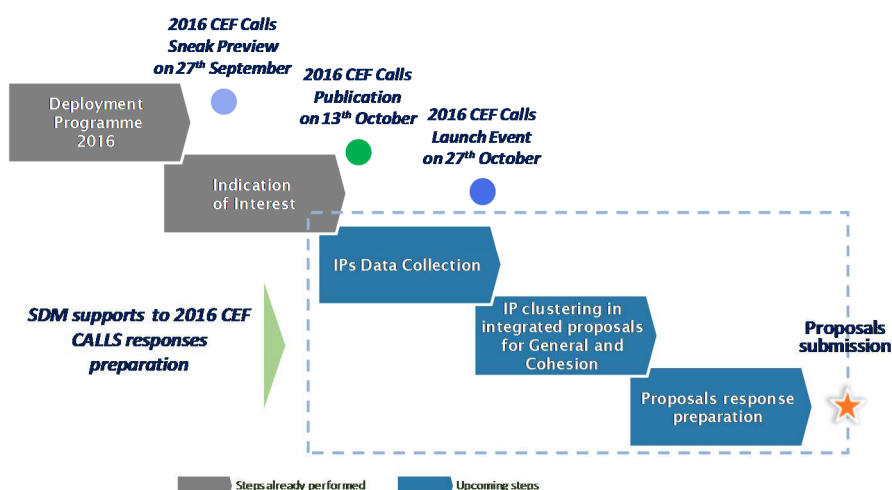 2016 CEF Calls
Sneak Preview
on 27th September
2016 CEF Calls
Publication
on 13th October
2016 CEF Calls
Launch Event
on 27th October
Deployment
Programme
2016
Indication
of Interest
IPs Data Collection
IP clustering in
integrated proposals
for General and
Cohesion
Proposals response
preparation
SDM supports to 2016 CEF
CALLS responses
preparation
Proposals
submission
Steps already performed
Upcoming steps